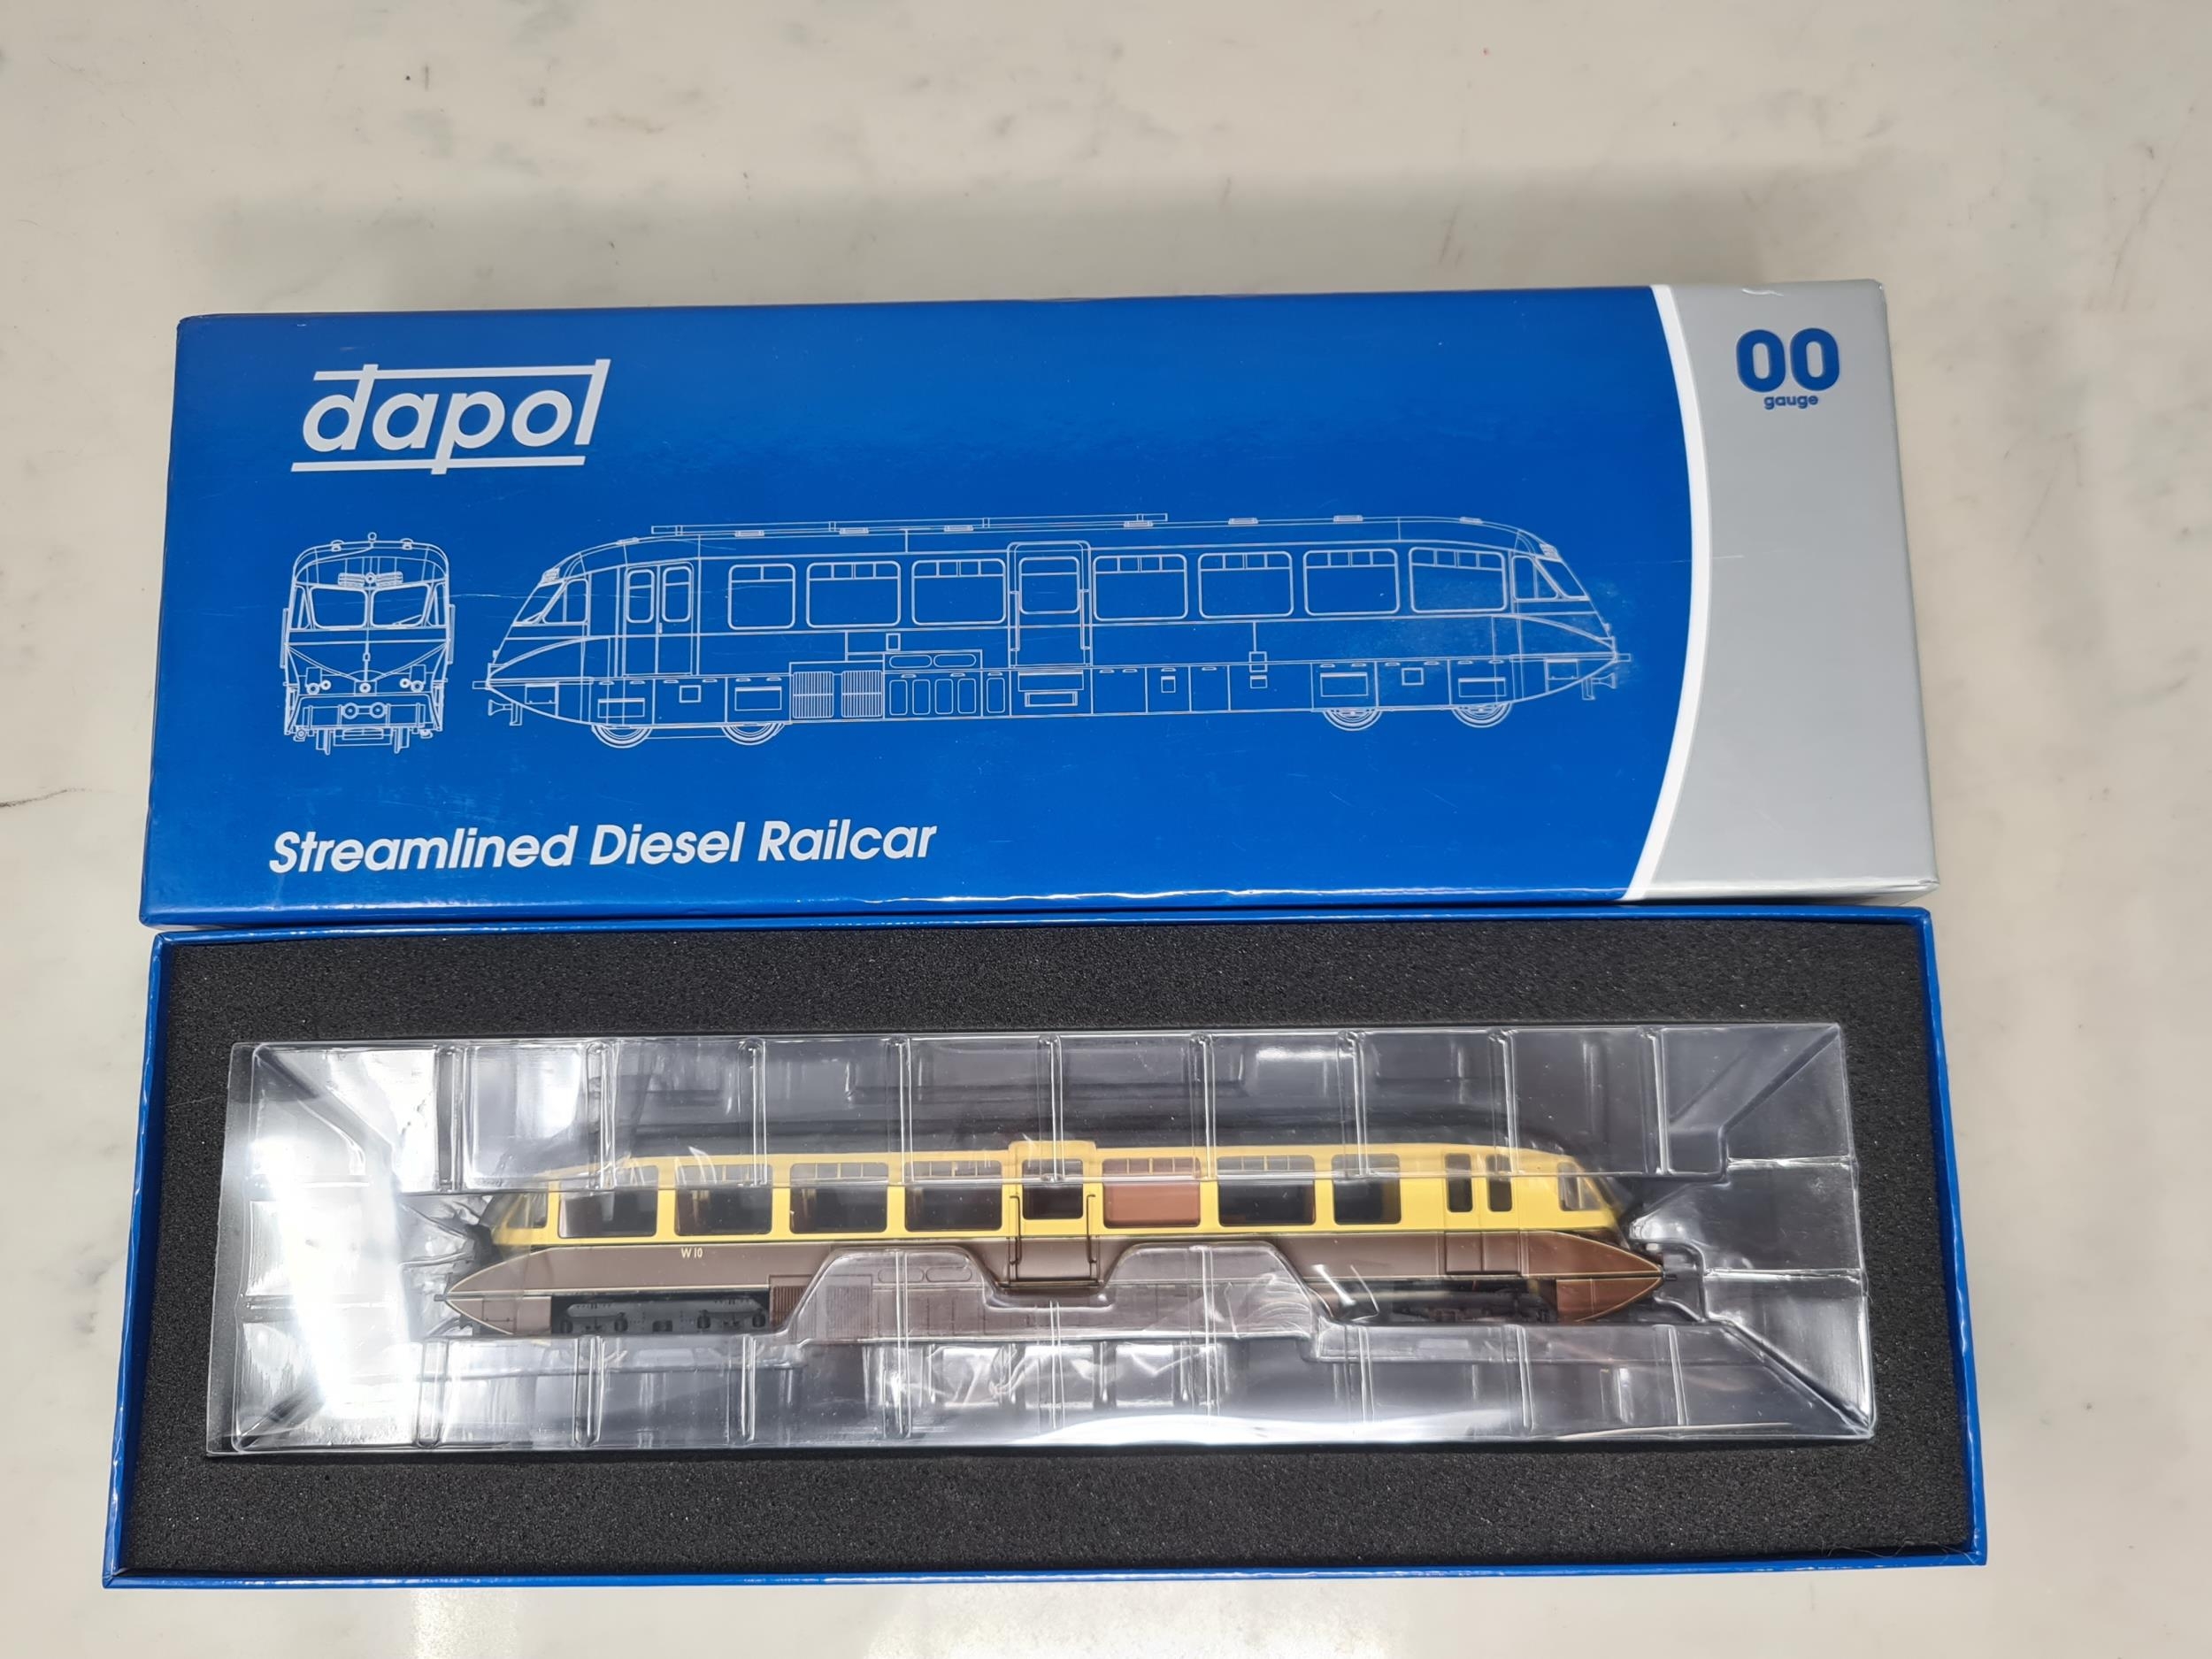 dapol
00
gauge
Streamlined Diesel Railcar
W 10